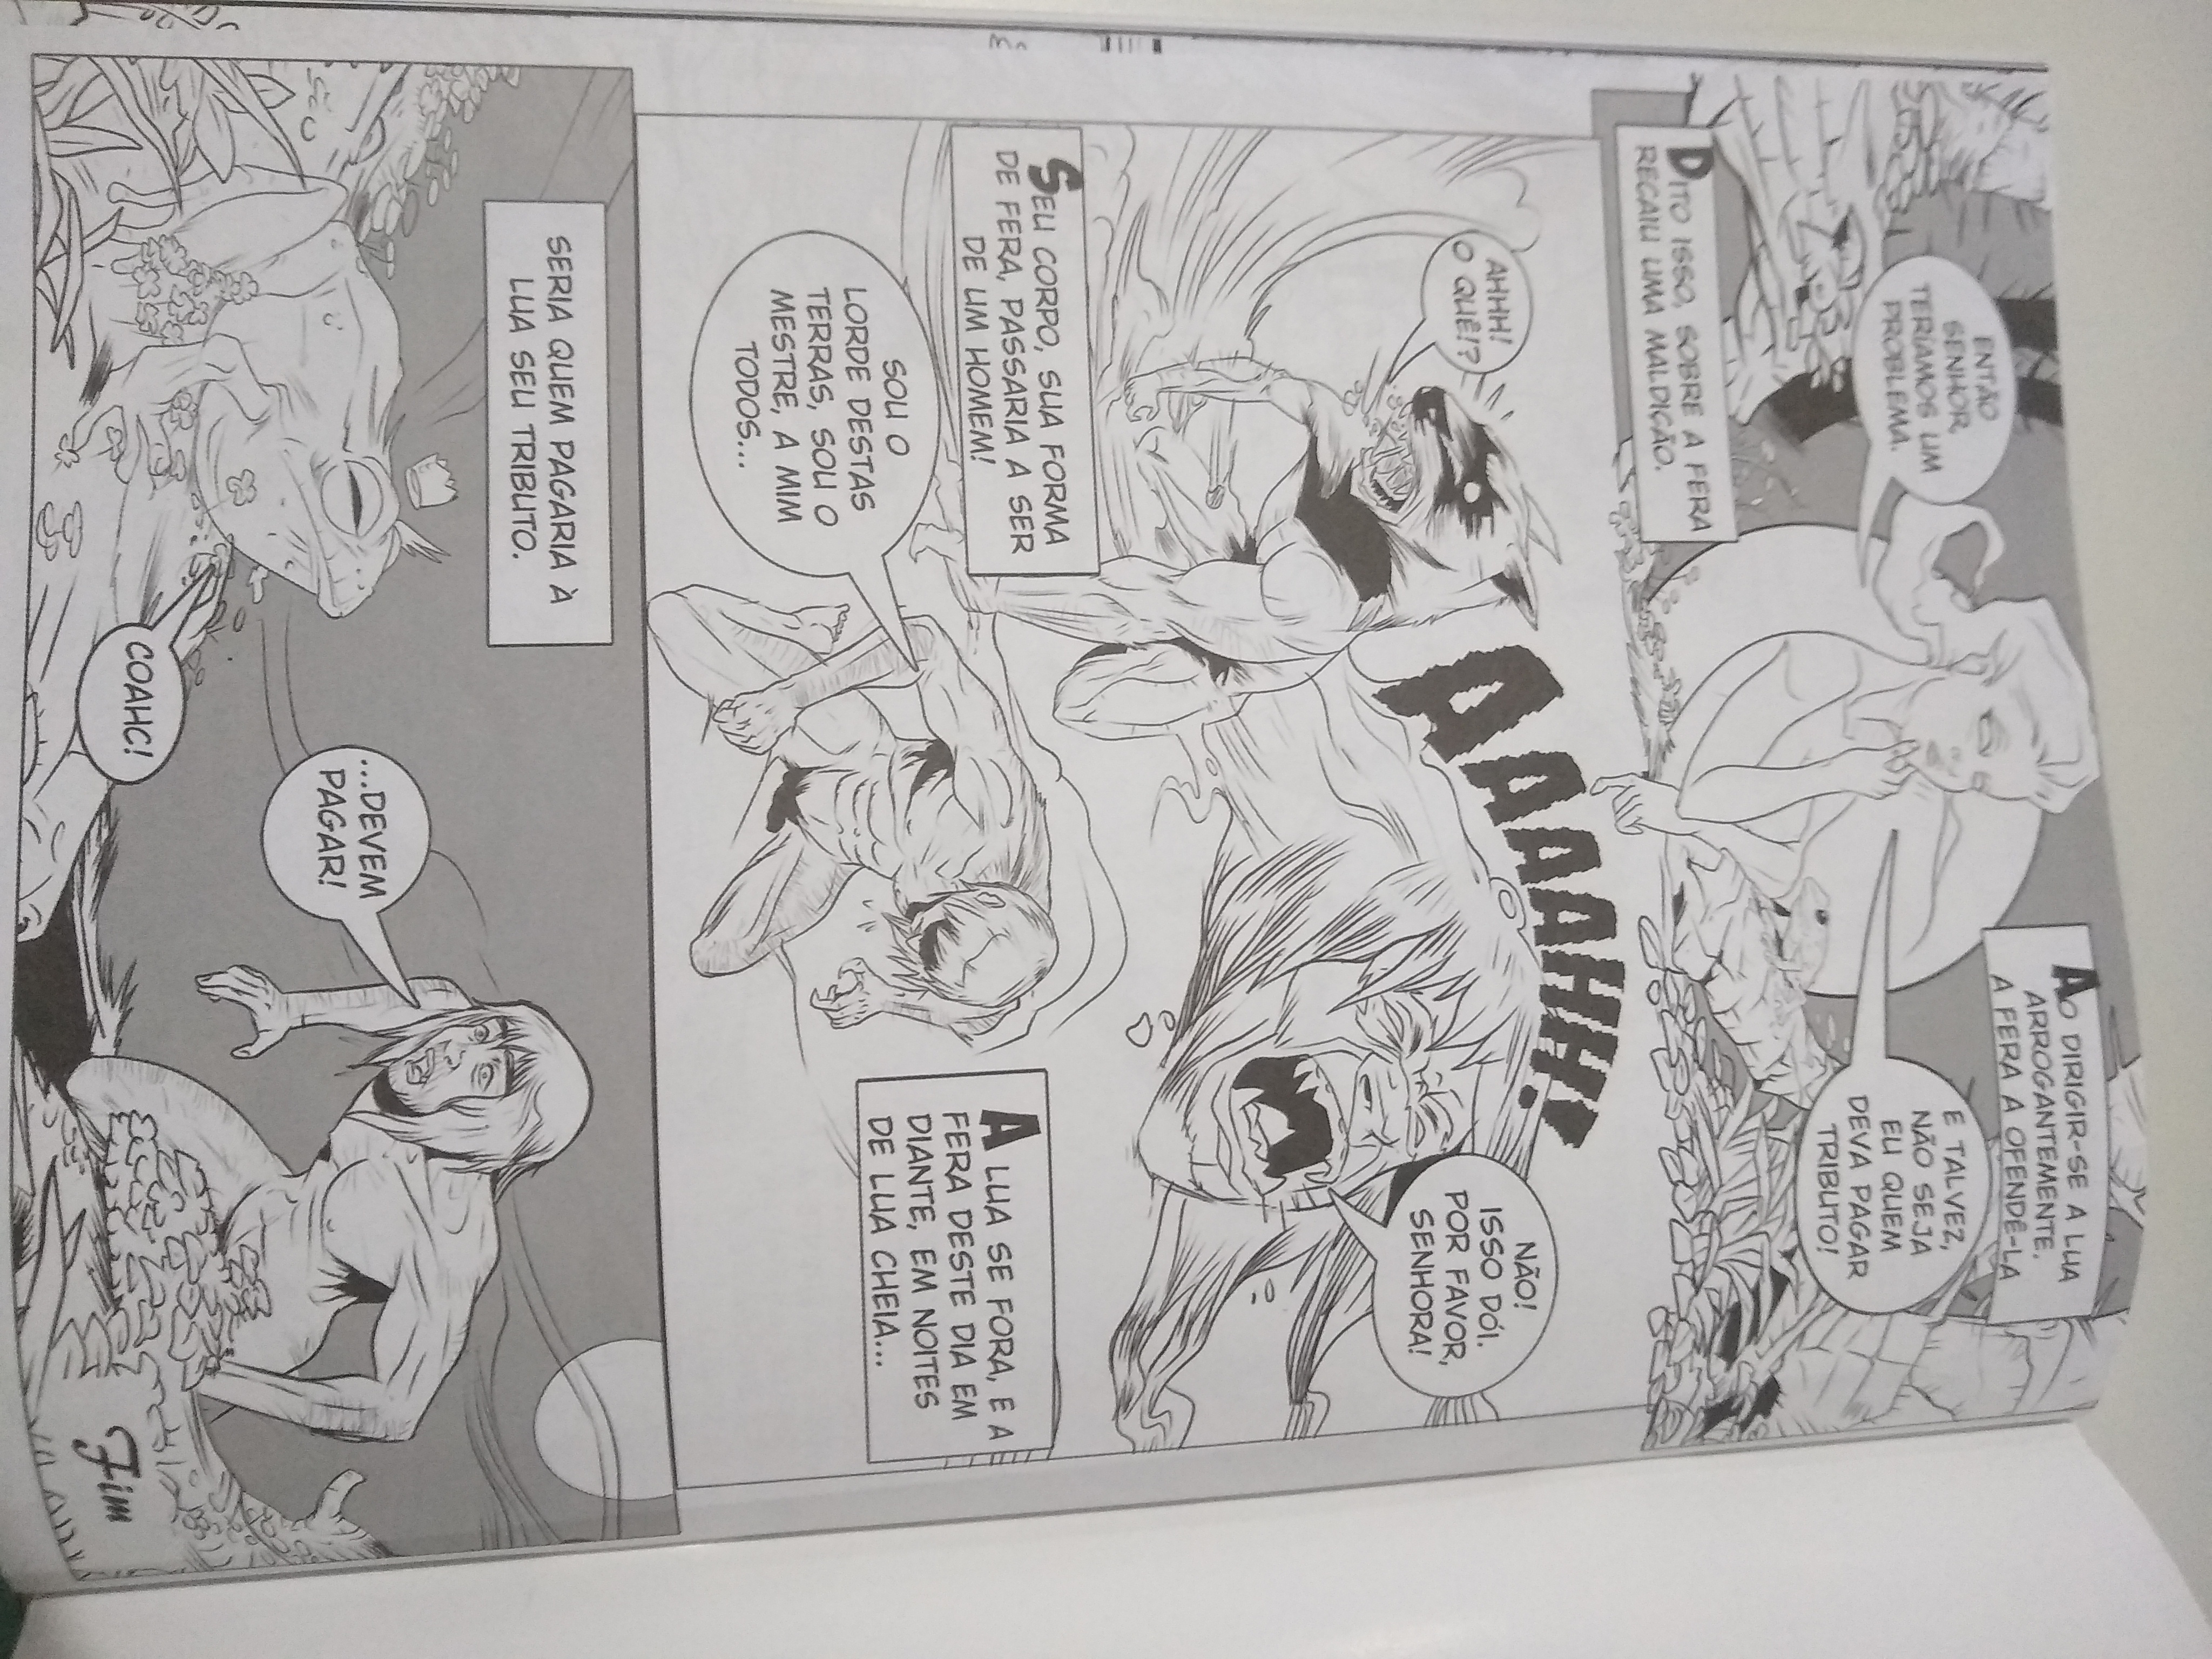 AO DIRIGIR-SE A LUA
ARROGANTEMENTE.
A FERA A OFENDÊ-LA
ENTÃO
SENHOR,
TERÍAMOS UM
PROBLEMA.
E TALVEZ,
NÃO SEJA
EU QUEM
DEVA PAGAR
TRIBUTO!
DITO ISSO, SOBRE A FERA
RECAIU UMA MALDIÇÃO.
AHHH!
O QUÊ!?
AAAAHH!
NÃO!
ISSO DÓI.
POR FAVOR,
SENHORA!
SEU CORPO, SUA FORMA
DE FERA, PASSARIA A SER
DE UM HOMEM!
A LUA SE FORA, E A
FERA DESTE DIA EM
DIANTE, EM NOITES
DE LUA CHEIA...
SOU O
LORDE DESTAS
TERRAS, SOU O
MESTRE, A MIM
TODOS...
SERIA QUEM PAGARIA À
LUA SEU TRIBUTO.
...DEVEM
PAGAR!
COAHC!
Fim